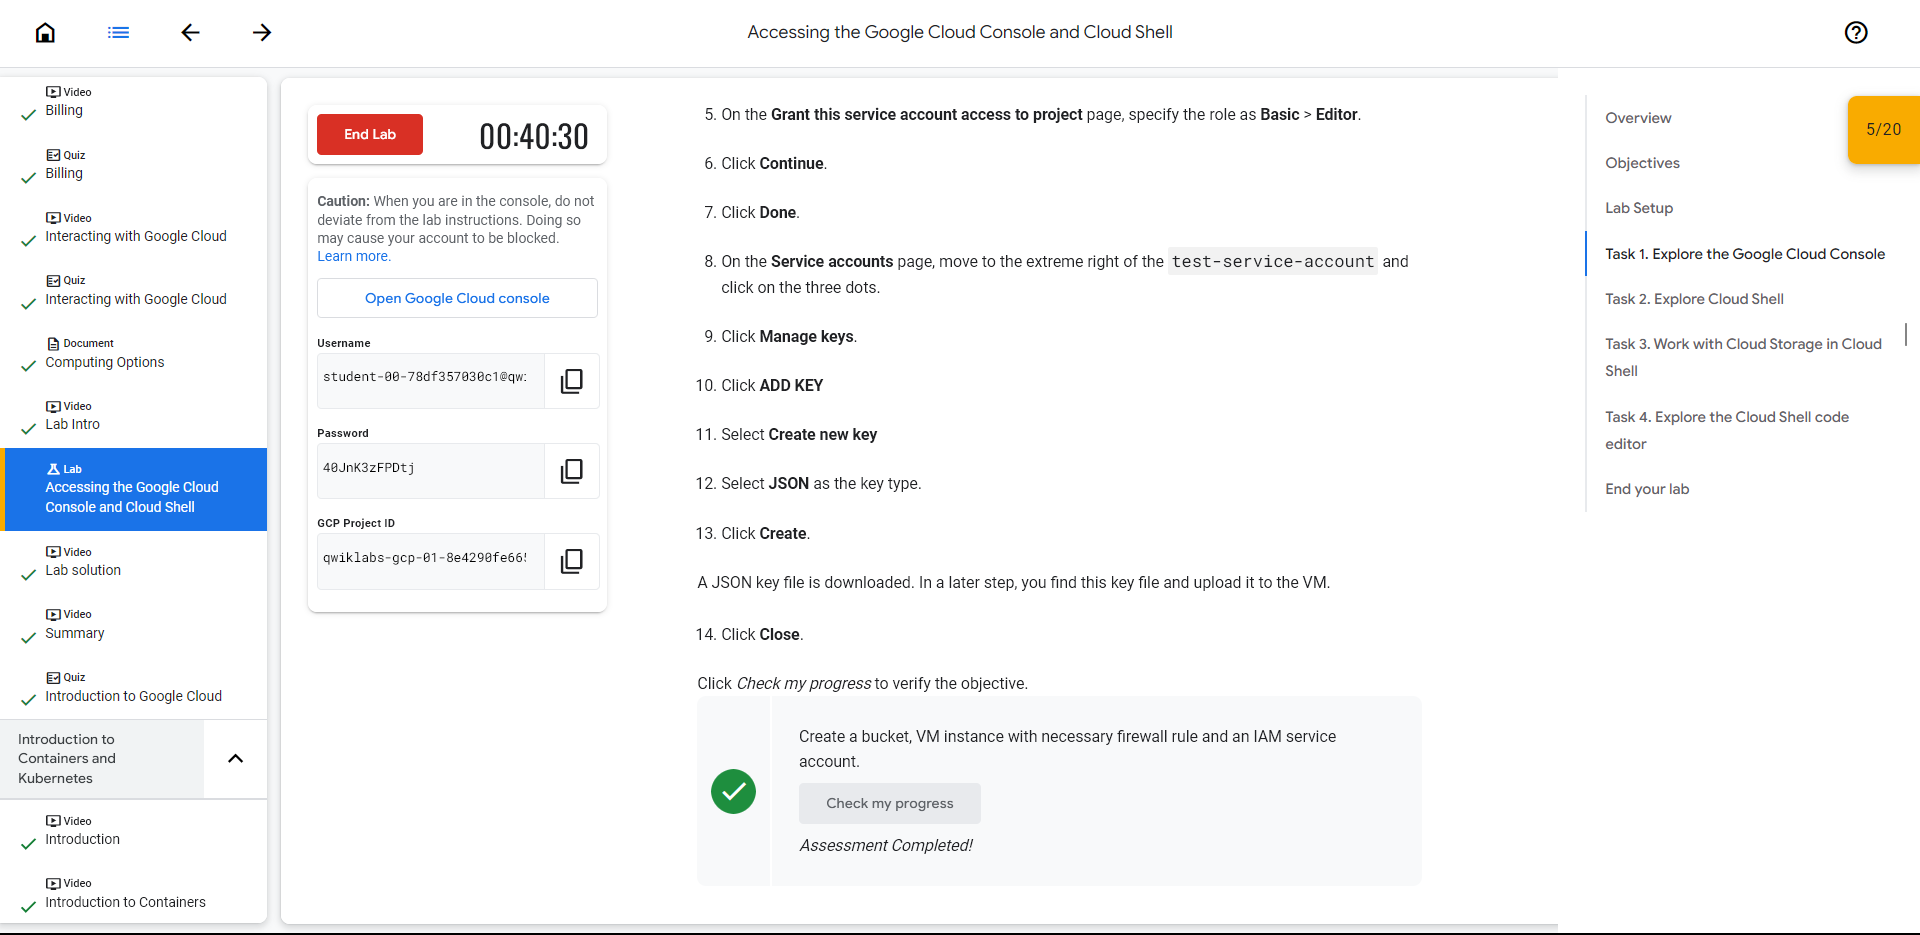 Accessing the Google Cloud Console and Cloud Shell
Video
Billing
Quiz
Billing
Video
Interacting with Google Cloud
Quiz
Interacting with Google Cloud
Document
Computing Options
Video
Lab Intro
Lab
Accessing the Google Cloud
Console and Cloud Shell
Video
Lab solution
Video
Summary
Quiz
Introduction to Google Cloud
Introduction to
Containers and
Kubernetes
Video
Introduction
Video
Introduction to Containers
End Lab
00:40:30
Caution: When you are in the console, do not
deviate from the lab instructions. Doing so
may cause your account to be blocked.
Learn more.
Open Google Cloud console
Username
student-00-78df357030c1@qwi
Password
40JnK3zFPDtj
GCP Project ID
qwiklabs-gcp-01-8e4290fe665
5. On the Grant this service account access to project page, specify the role as Basic > Editor.
6. Click Continue.
7. Click Done.
8. On the Service accounts page, move to the extreme right of the test-service-account and
click on the three dots.
9. Click Manage keys.
10. Click ADD KEY
11. Select Create new key
12. Select JSON as the key type.
13. Click Create.
A JSON key file is downloaded. In a later step, you find this key file and upload it to the VM.
14. Click Close.
Click Check my progress to verify the objective.
Create a bucket, VM instance with necessary firewall rule and an IAM service
account.
Check my progress
Assessment Completed!
Overview
Objectives
Lab Setup
Task 1. Explore the Google Cloud Console
Task 2. Explore Cloud Shell
Task 3. Work with Cloud Storage in Cloud
Shell
Task 4. Explore the Cloud Shell code
editor
End your lab
5/20